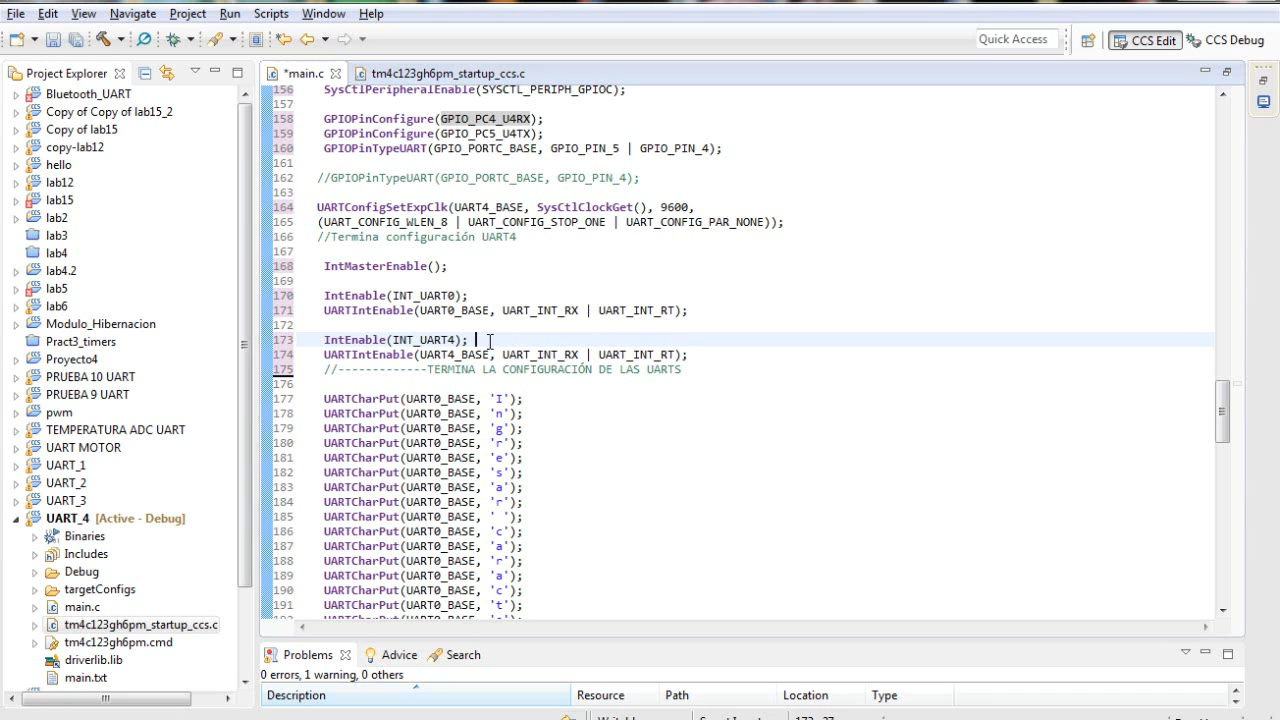 File Edit View Navigate Project Run Scripts Window Help
Quick Access CCS Edit CCS Debug
Project Explorer
*main.c tm4c123gh6pm_startup_ccs.c
Bluetooth_UART
Copy of Copy of lab15_2
Copy of lab15
copy-lab12
hello
lab12
lab15
lab2
lab3
lab4
lab4.2
lab5
lab6
Modulo_Hibernacion
Pract3_timers
Proyecto4
PRUEBA 10 UART
PRUEBA 9 UART
pwm
TEMPERATURA ADC UART
UART MOTOR
UART_1
UART_2
UART_3
UART_4 [Active - Debug]
Binaries
Includes
Debug
targetConfigs
main.c
tm4c123gh6pm_startup_ccs.c
tm4c123gh6pm.cmd
driverlib.lib
main.txt
156 SysCtlPeripheralEnable(SYSCTL_PERIPH_GPIOC);
157
158 GPIOPinConfigure(GPIO_PC4_U4RX);
159 GPIOPinConfigure(GPIO_PC5_U4TX);
160 GPIOPinTypeUART(GPIO_PORTC_BASE, GPIO_PIN_5 | GPIO_PIN_4);
161
162 //GPIOPinTypeUART(GPIO_PORTC_BASE, GPIO_PIN_4);
163
164 UARTConfigSetExpClk(UART4_BASE, SysCtlClockGet(), 9600,
165 (UART_CONFIG_WLEN_8 | UART_CONFIG_STOP_ONE | UART_CONFIG_PAR_NONE));
166 //Termina configuración UART4
167
168 IntMasterEnable();
169
170 IntEnable(INT_UART0);
171 UARTIntEnable(UART0_BASE, UART_INT_RX | UART_INT_RT);
172
173 IntEnable(INT_UART4);
174 UARTIntEnable(UART4_BASE, UART_INT_RX | UART_INT_RT);
175 //-------------TERMINA LA CONFIGURACIÓN DE LAS UARTS
176
177 UARTCharPut(UART0_BASE, 'I');
178 UARTCharPut(UART0_BASE, 'n');
179 UARTCharPut(UART0_BASE, 'g');
180 UARTCharPut(UART0_BASE, 'r');
181 UARTCharPut(UART0_BASE, 'e');
182 UARTCharPut(UART0_BASE, 's');
183 UARTCharPut(UART0_BASE, 'a');
184 UARTCharPut(UART0_BASE, 'r');
185 UARTCharPut(UART0_BASE, ' ');
186 UARTCharPut(UART0_BASE, 'c');
187 UARTCharPut(UART0_BASE, 'a');
188 UARTCharPut(UART0_BASE, 'r');
189 UARTCharPut(UART0_BASE, 'a');
190 UARTCharPut(UART0_BASE, 'c');
191 UARTCharPut(UART0_BASE, 't');
Problems Advice Search
0 errors, 1 warning, 0 others
Description Resource Path Location Type